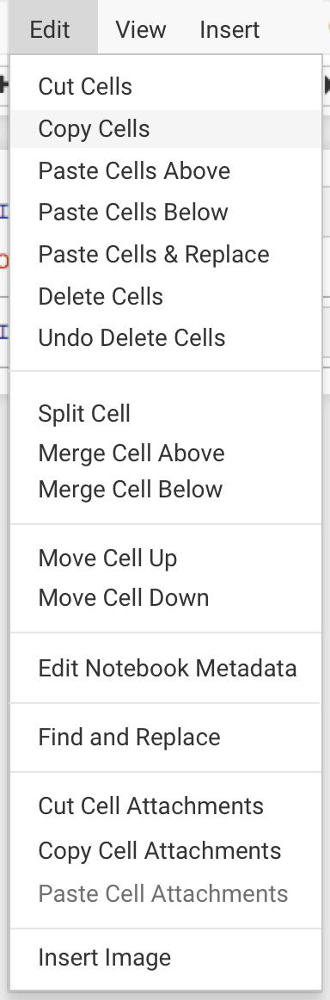 Edit View Insert
Cut Cells
Copy Cells
Paste Cells Above
Paste Cells Below
Paste Cells & Replace
Delete Cells
Undo Delete Cells
Split Cell
Merge Cell Above
Merge Cell Below
Move Cell Up
Move Cell Down
Edit Notebook Metadata
Find and Replace
Cut Cell Attachments
Copy Cell Attachments
Paste Cell Attachments
Insert Image